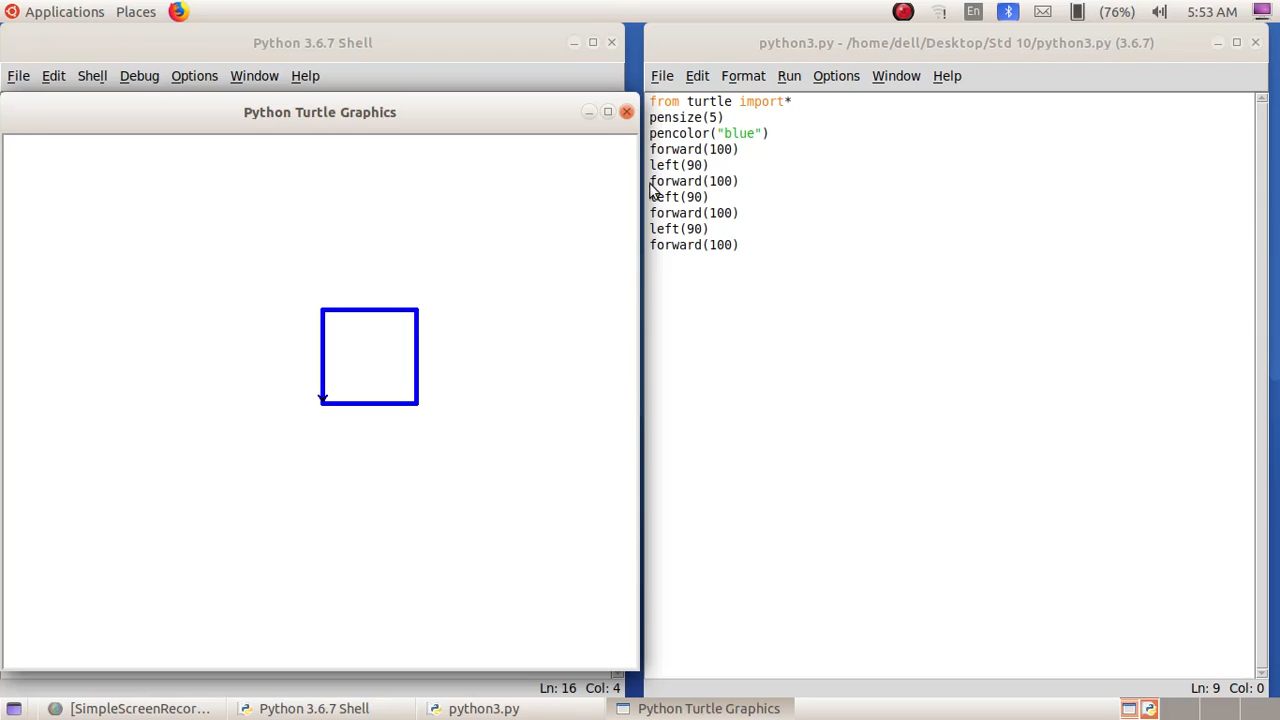 Applications Places En (76%) 5:53 AM
Python 3.6.7 Shell
File Edit Shell Debug Options Window Help
Python Turtle Graphics
Ln: 16 Col: 4
python3.py - /home/dell/Desktop/Std 10/python3.py (3.6.7)
File Edit Format Run Options Window Help
from turtle import*
pensize(5)
pencolor("blue")
forward(100)
left(90)
forward(100)
left(90)
forward(100)
left(90)
forward(100)
Ln: 9 Col: 0
[SimpleScreenRecor... Python 3.6.7 Shell python3.py Python Turtle Graphics